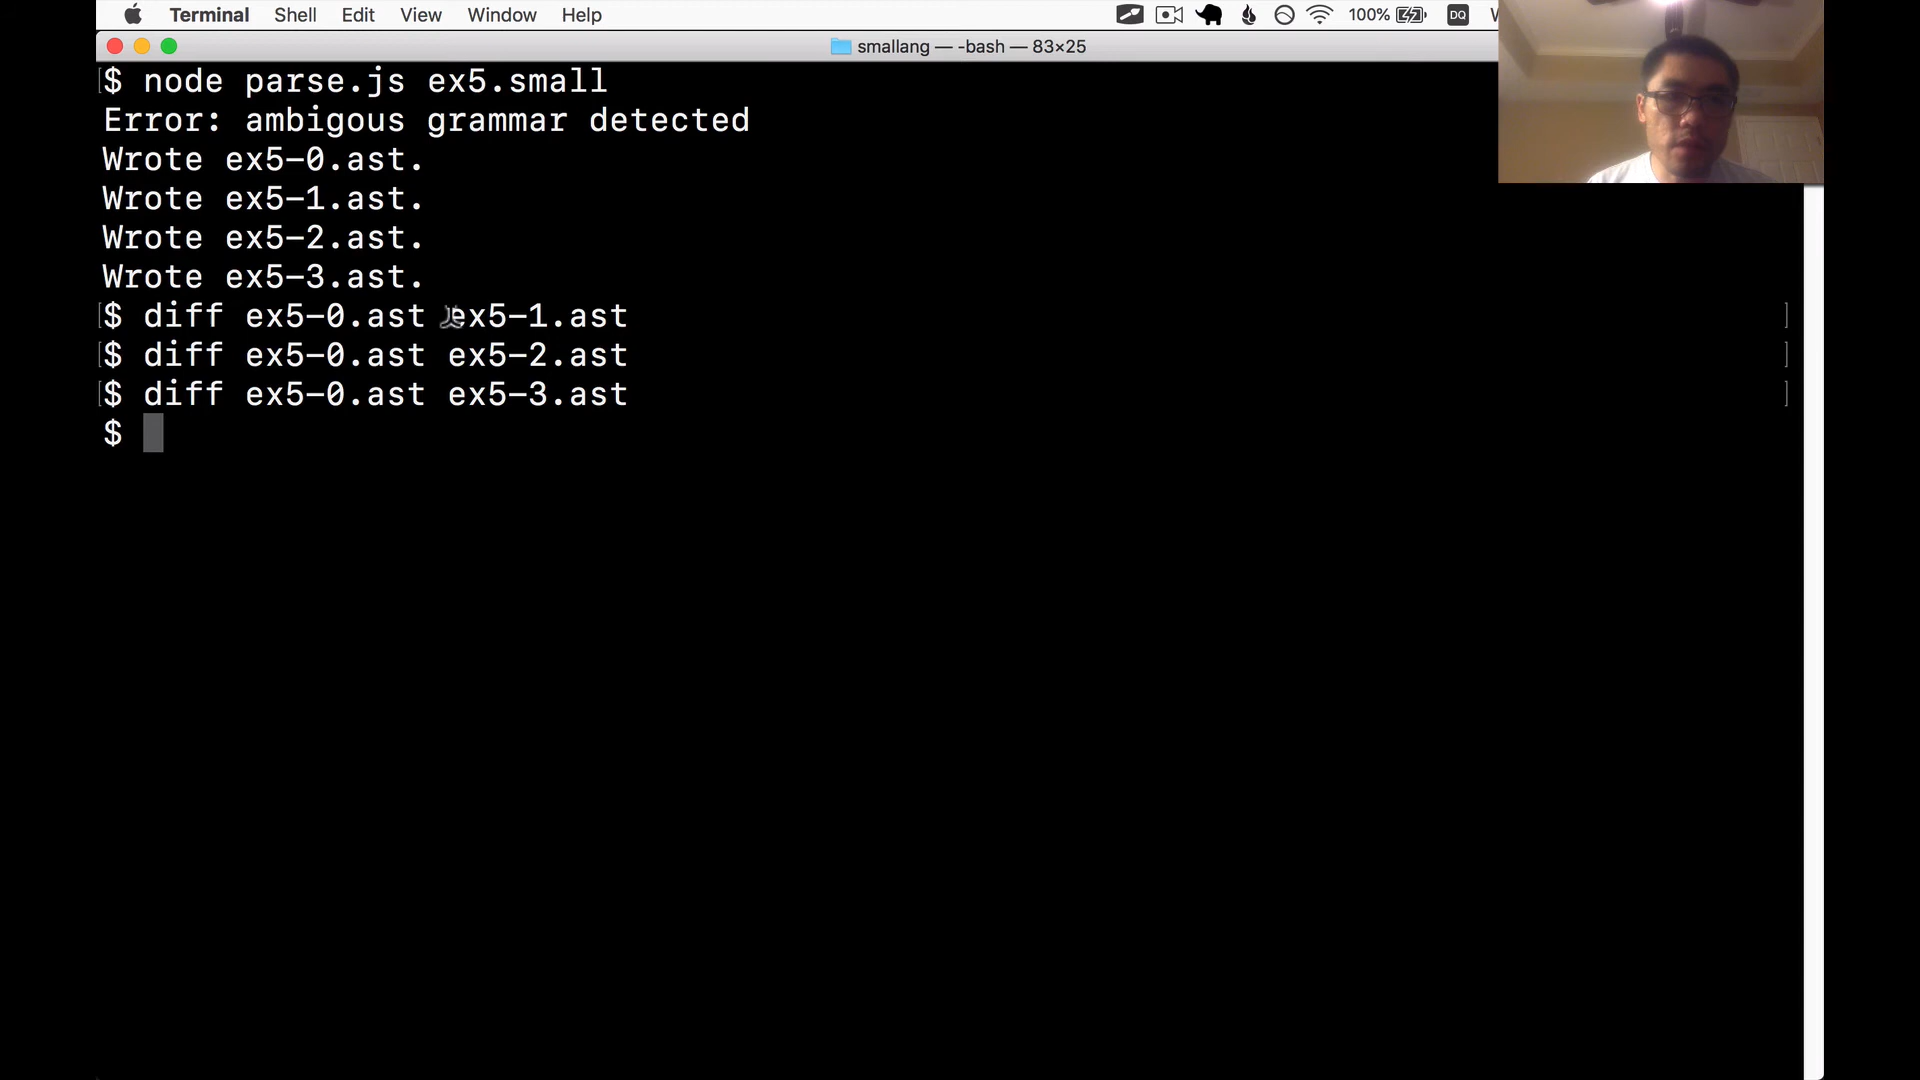 Terminal Shell Edit View Window Help 100% DQ
smallang — -bash — 83×25
$ node parse.js ex5.small
Error: ambigous grammar detected
Wrote ex5-0.ast.
Wrote ex5-1.ast.
Wrote ex5-2.ast.
Wrote ex5-3.ast.
$ diff ex5-0.ast ex5-1.ast
$ diff ex5-0.ast ex5-2.ast
$ diff ex5-0.ast ex5-3.ast
$